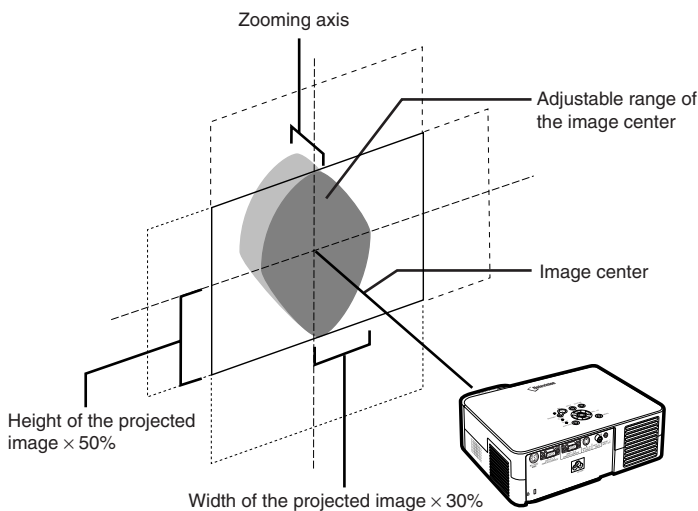 Zooming axis
Adjustable range of
the image center
Image center
Height of the projected
image × 50%
Width of the projected image × 30%